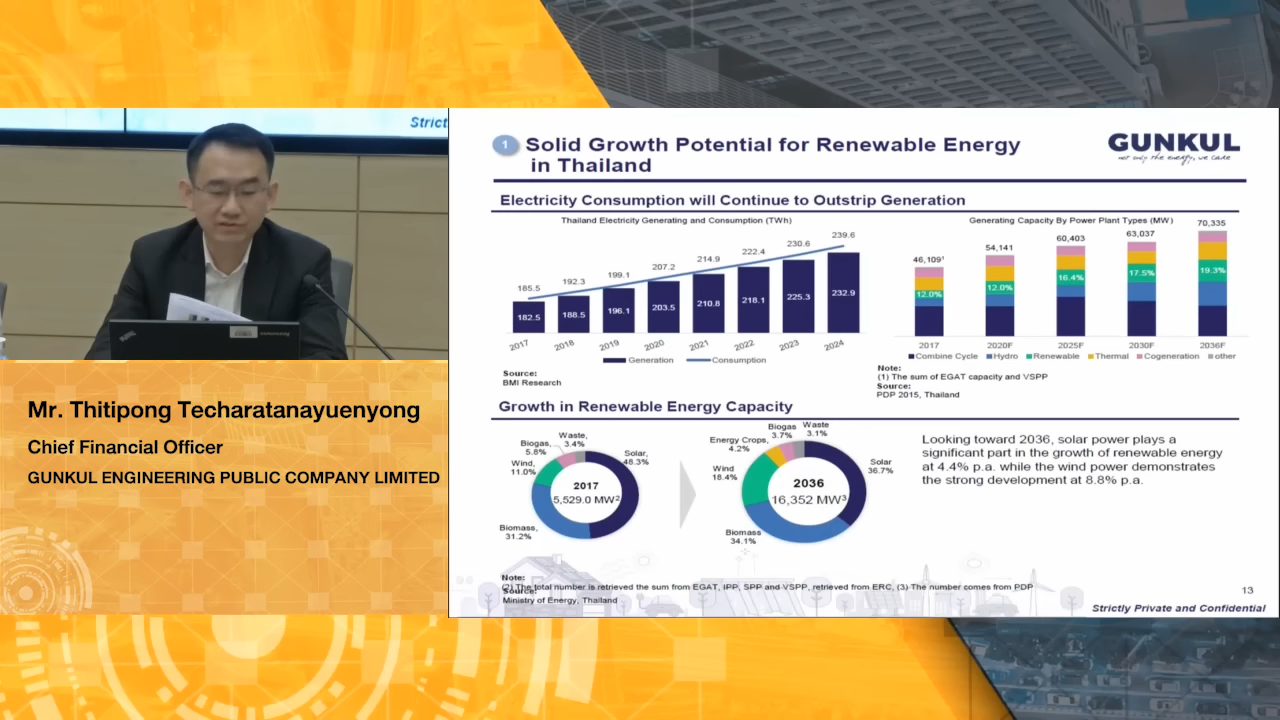 Strict
Mr. Thitipong Techaratanayuenyong
Chief Financial Officer
GUNKUL ENGINEERING PUBLIC COMPANY LIMITED
1
Solid Growth Potential for Renewable Energy
in Thailand
GUNKUL
not only the energy, we care
Electricity Consumption will Continue to Outstrip Generation
Thailand Electricity Generating and Consumption (TWh)
185.5
192.3
199.1
207.2
214.9
222.4
230.6
239.6
182.5
188.5
196.1
203.5
210.8
218.1
225.3
232.9
2017
2018
2019
2020
2021
2022
2023
2024
Generation
Consumption
Source:
BMI Research
Generating Capacity By Power Plant Types (MW)
46,109¹
54,141
60,403
63,037
70,335
12.0%
12.0%
16.4%
17.5%
19.3%
2017
2020F
2025F
2030F
2036F
Combine Cycle
Hydro
Renewable
Thermal
Cogeneration
other
Note:
(1) The sum of EGAT capacity and VSPP
Source:
PDP 2015, Thailand
Growth in Renewable Energy Capacity
Waste,
3.4%
Biogas,
5.8%
Wind,
11.0%
Solar,
48.3%
Biomass,
31.2%
2017
5,529.0 MW²
Biogas
3.7%
Waste
3.1%
Energy Crops,
4.2%
Wind
18.4%
Solar
36.7%
Biomass
34.1%
2036
16,352 MW³
Looking toward 2036, solar power plays a
significant part in the growth of renewable energy
at 4.4% p.a. while the wind power demonstrates
the strong development at 8.8% p.a.
Note:
(2) The total number is retrieved the sum from EGAT, IPP, SPP and VSPP, retrieved from ERC, (3) The number comes from PDP
Source:
Ministry of Energy, Thailand
13
Strictly Private and Confidential